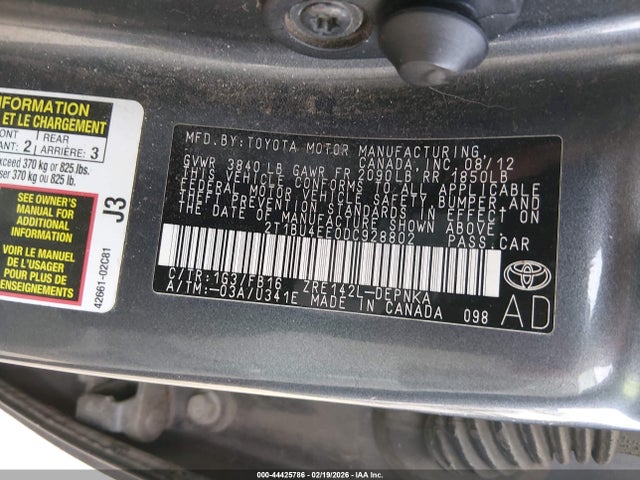 INFORMATION
ET LE CHARGEMENT
ONT
REAR
ANT: 2
ARRIÈRE: 3
xceed 370 kg or 825 lbs.
ser 370 kg ou 825 lb.
SEE OWNER'S
MANUAL FOR
ADDITIONAL
INFORMATION
VOIR LE MANUEL
DE L'USAGER
POUR PLUS DE
RENSEIGNEMENTS
J3
42661-02C81
MFD. BY: TOYOTA MOTOR MANUFACTURING
CANADA, INC. 08/12
GVWR 3840 LB GAWR FR 2090LB RR 1850LB
THIS VEHICLE CONFORMS TO ALL APPLICABLE
FEDERAL MOTOR VEHICLE SAFETY, BUMPER, AND
THEFT PREVENTION STANDARDS IN EFFECT ON
THE DATE OF MANUFACTURE SHOWN ABOVE.
2T1BU4EE0DC928802 PASS.CAR
C/TR: 1G3/FB16 ZRE142L-DEPNKA
A/TM: -03A/U341E MADE IN CANADA
098
TOYOTA
AD
000-44425786 - 02/19/2026 - IAA Inc.